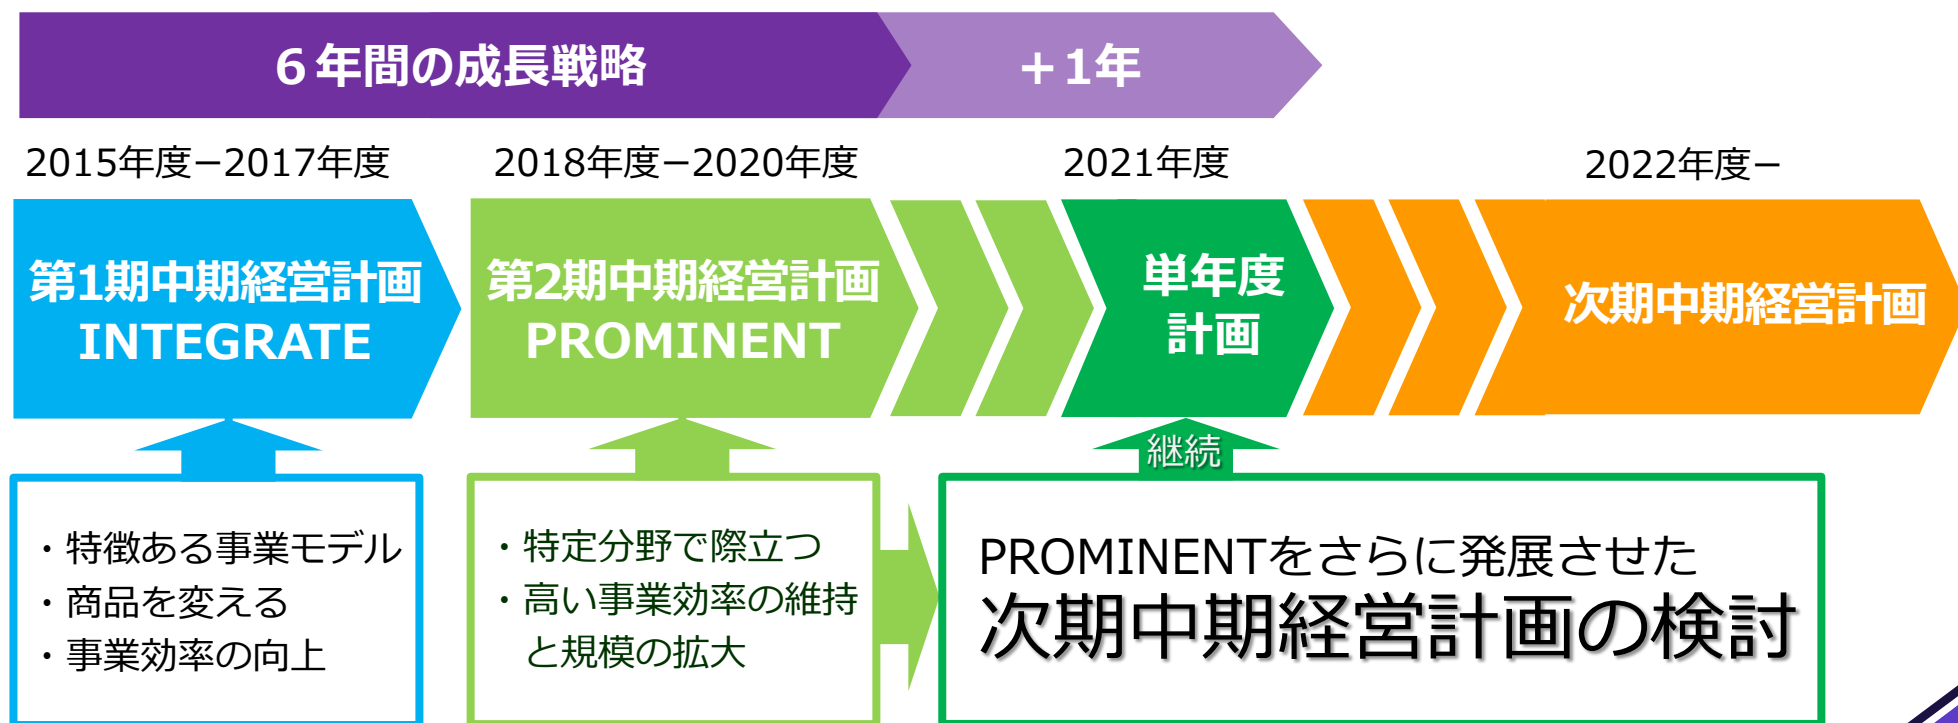 ６年間の成長戦略
＋1年
2015年度－2017年度
2018年度－2020年度
2021年度
2022年度－
第1期中期経営計画
INTEGRATE
第2期中期経営計画
PROMINENT
単年度
計画
次期中期経営計画
継続
・特徴ある事業モデル
・商品を変える
・事業効率の向上
・特定分野で際立つ
・高い事業効率の維持
と規模の拡大
PROMINENTをさらに発展させた
次期中期経営計画の検討